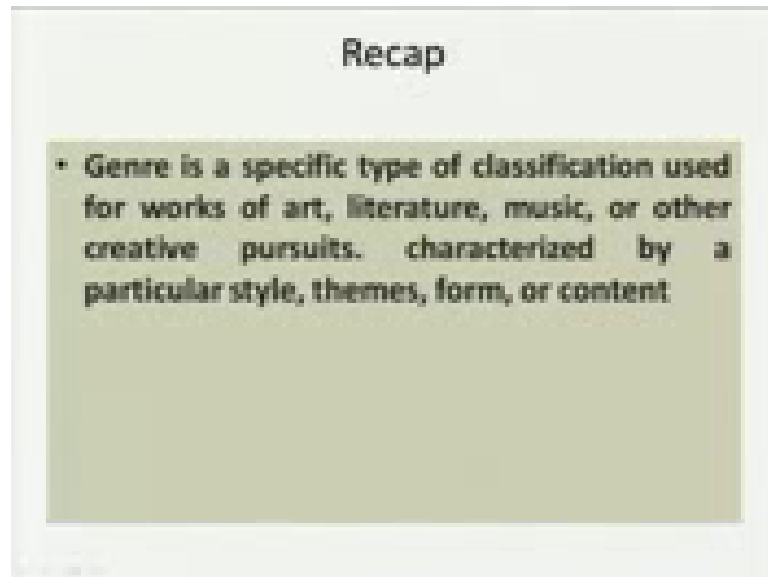 Recap
• Genre is a specific type of classification used
for works of art, literature, music, or other
creative pursuits. characterized by a
particular style, themes, form, or content